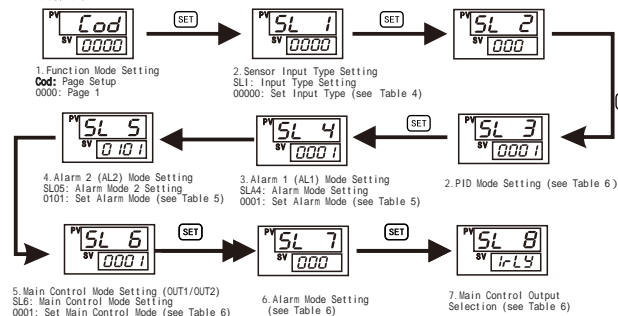 PV Cod
SV 0000
SET
PV SL 1
SV 0000
SET
PV SL 2
SV 000
1.Function Mode Setting
Cod: Page Setup
0000: Page 1
2.Sensor Input Type Setting
SLI: Input Type Setting
00000: Set Input Type (see Table 4)
PV SL 5
SV 0101
PV SL 4
SV 0001
SET
PV SL 3
SV 0001
4.Alarm 2 (AL2) Mode Setting
SL05: Alarm Mode 2 Setting
0101: Set Alarm Mode (see Table 5)
3.Alarm 1 (AL1) Mode Setting
SL4: Alarm Mode Setting
0001: Set Alarm Mode (see Table 5)
2.PID Mode Setting (see Table 6)
PV SL 6
SV 0001
SET
PV SL 7
SV 000
SET
PV SL 8
SV 1rLY
5.Main Control Mode Setting (OUT1/OUT2)
SL6: Main Control Mode Setting
0001: Set Main Control Mode (see Table 6)
6.Alarm Mode Setting
(see Table 6)
7.Main Control Output
Selection (see Table 6)